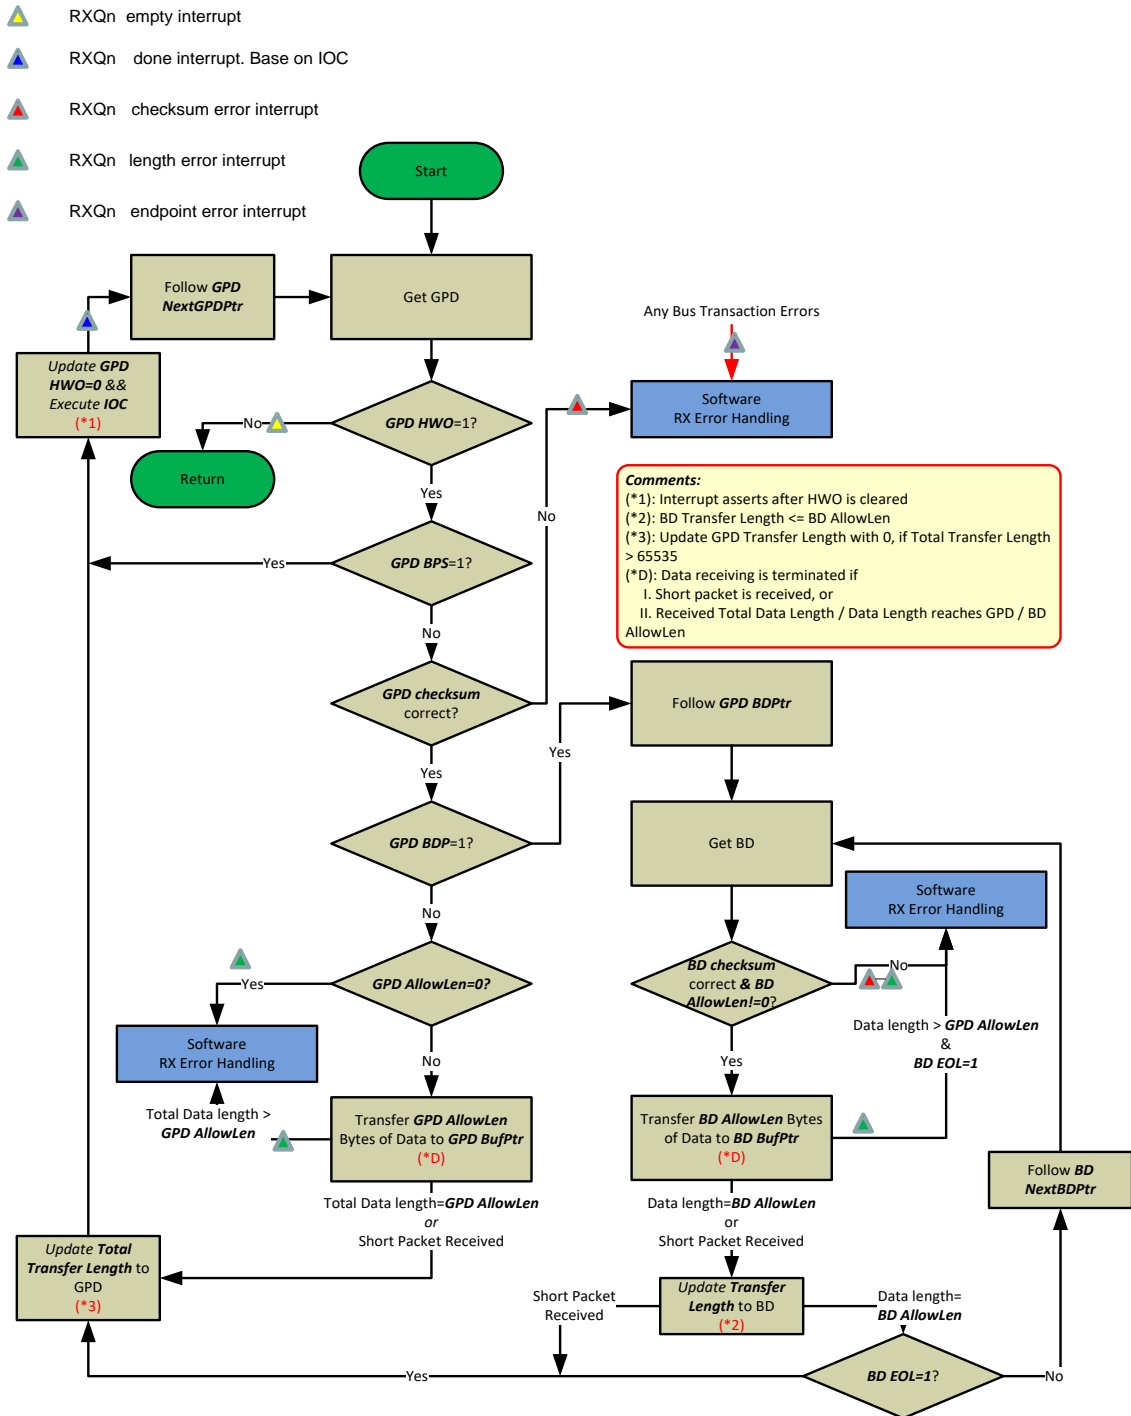 RXQn empty interrupt
RXQn done interrupt. Base on IOC
RXQn checksum error interrupt
RXQn length error interrupt
RXQn endpoint error interrupt
Start
Follow GPD
NextGPDPtr
Get GPD
Any Bus Transaction Errors
Update GPD
HWO=0 &&
Execute IOC
(*1)
Software
RX Error Handling
GPD HWO=1?
No
Return
Yes
No
Comments:
(*1): Interrupt asserts after HWO is cleared
(*2): BD Transfer Length <= BD AllowLen
(*3): Update GPD Transfer Length with 0, if Total Transfer Length
> 65535
(*D): Data receiving is terminated if
I. Short packet is received, or
II. Received Total Data Length / Data Length reaches GPD / BD
AllowLen
GPD BPS=1?
Yes
No
GPD checksum
correct?
Yes
Follow GPD BDPtr
Yes
GPD BDP=1?
No
Get BD
Software
RX Error Handling
GPD AllowLen=0?
Yes
No
BD checksum
correct & BD
AllowLen!=0?
No
Yes
Data length > GPD AllowLen
&
BD EOL=1
Software
RX Error Handling
Total Data length >
GPD AllowLen
Transfer GPD AllowLen
Bytes of Data to GPD BufPtr
(*D)
Transfer BD AllowLen Bytes
of Data to BD BufPtr
(*D)
Follow BD
NextBDPtr
Total Data length=GPD AllowLen
or
Short Packet Received
Data length=BD AllowLen
or
Short Packet Received
Update Total
Transfer Length to
GPD
(*3)
Short Packet
Received
Update Transfer
Length to BD
(*2)
Data length=
BD AllowLen
Yes
BD EOL=1?
No